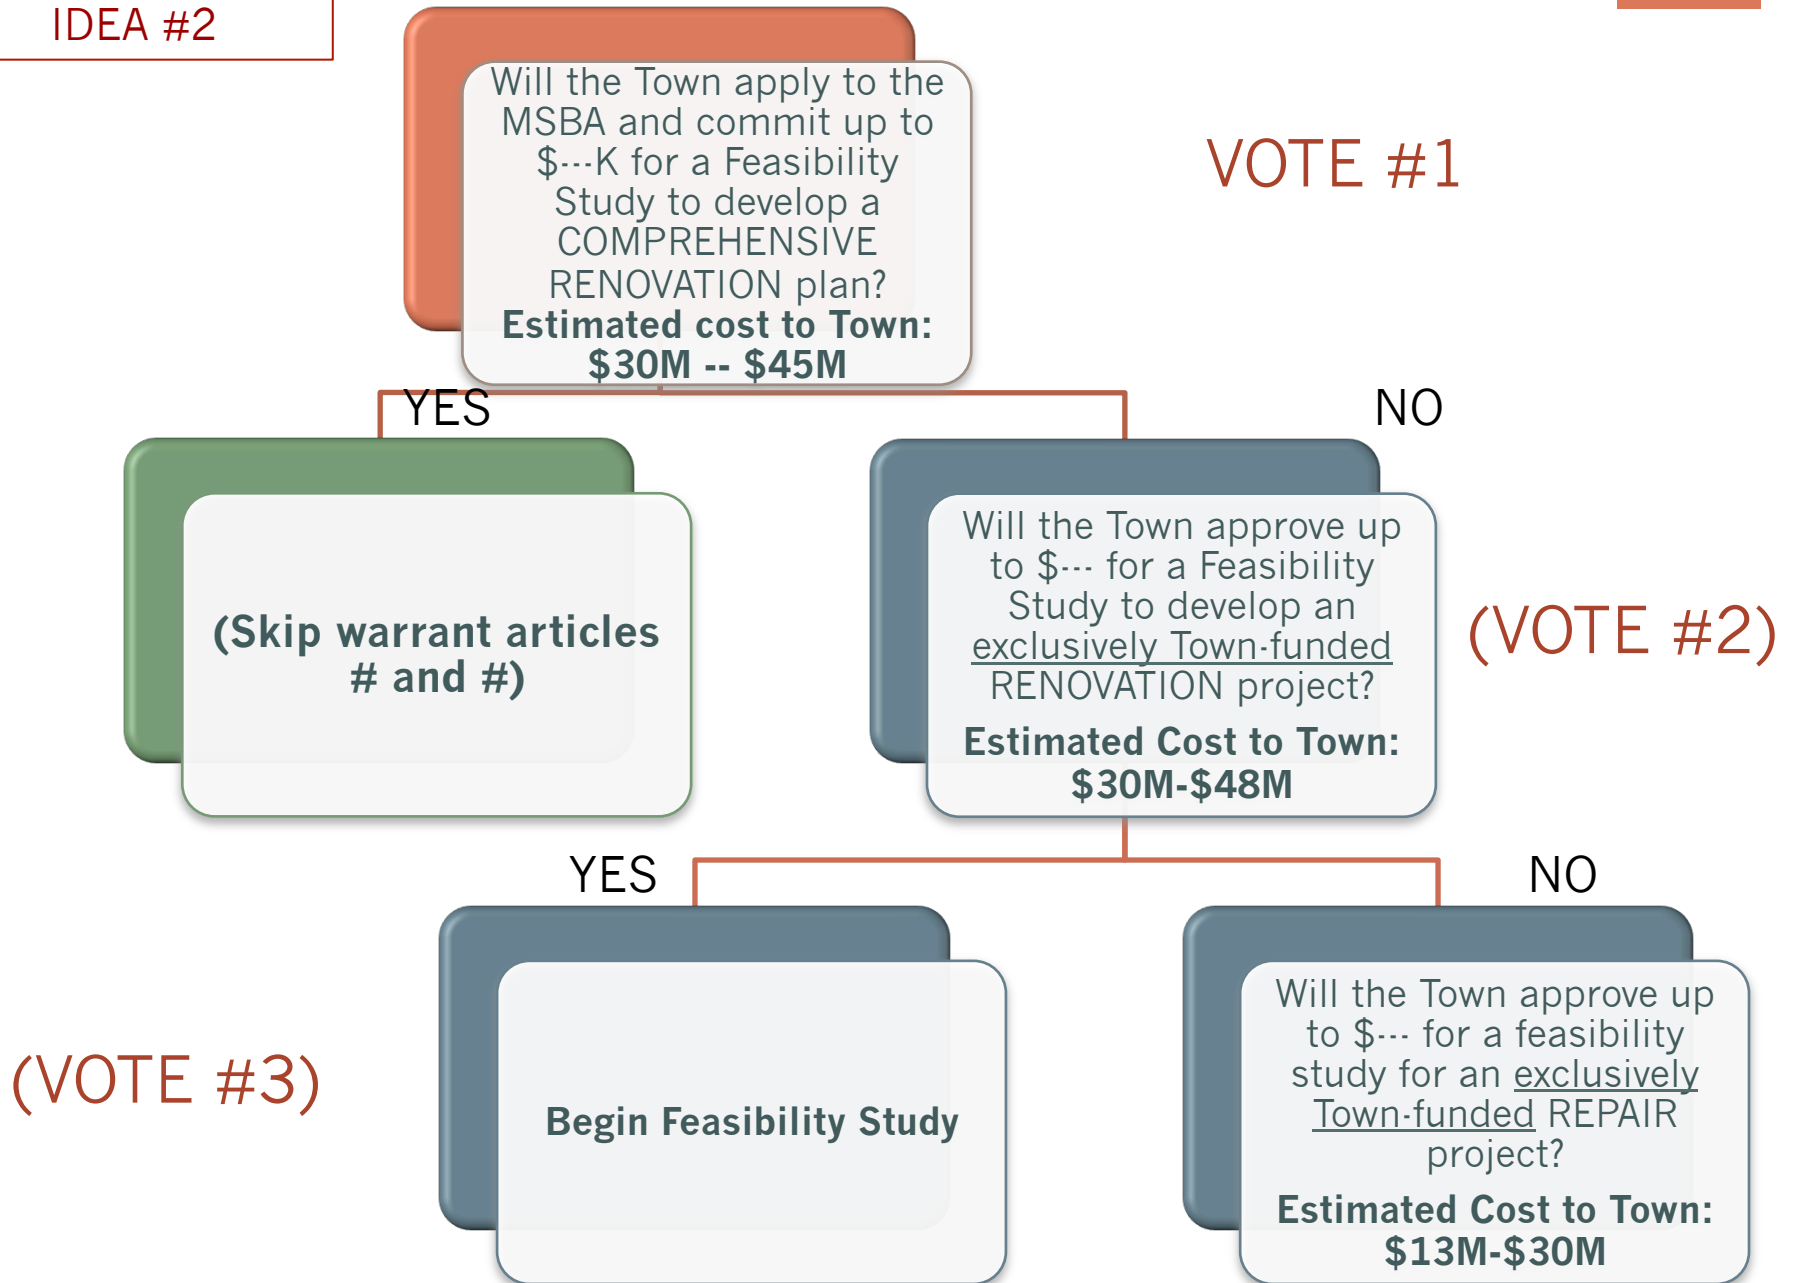 IDEA #2
Will the Town apply to the
MSBA and commit up to
$---K for a Feasibility
Study to develop a
COMPREHENSIVE
RENOVATION plan?
Estimated cost to Town:
$30M -- $45M
VOTE #1
YES
NO
(Skip warrant articles
# and #)
Will the Town approve up
to $--- for a Feasibility
Study to develop an
exclusively Town-funded
RENOVATION project?
Estimated Cost to Town:
$30M-$48M
(VOTE #2)
YES
NO
(VOTE #3)
Begin Feasibility Study
Will the Town approve up
to $--- for a feasibility
study for an exclusively
Town-funded REPAIR
project?
Estimated Cost to Town:
$13M-$30M